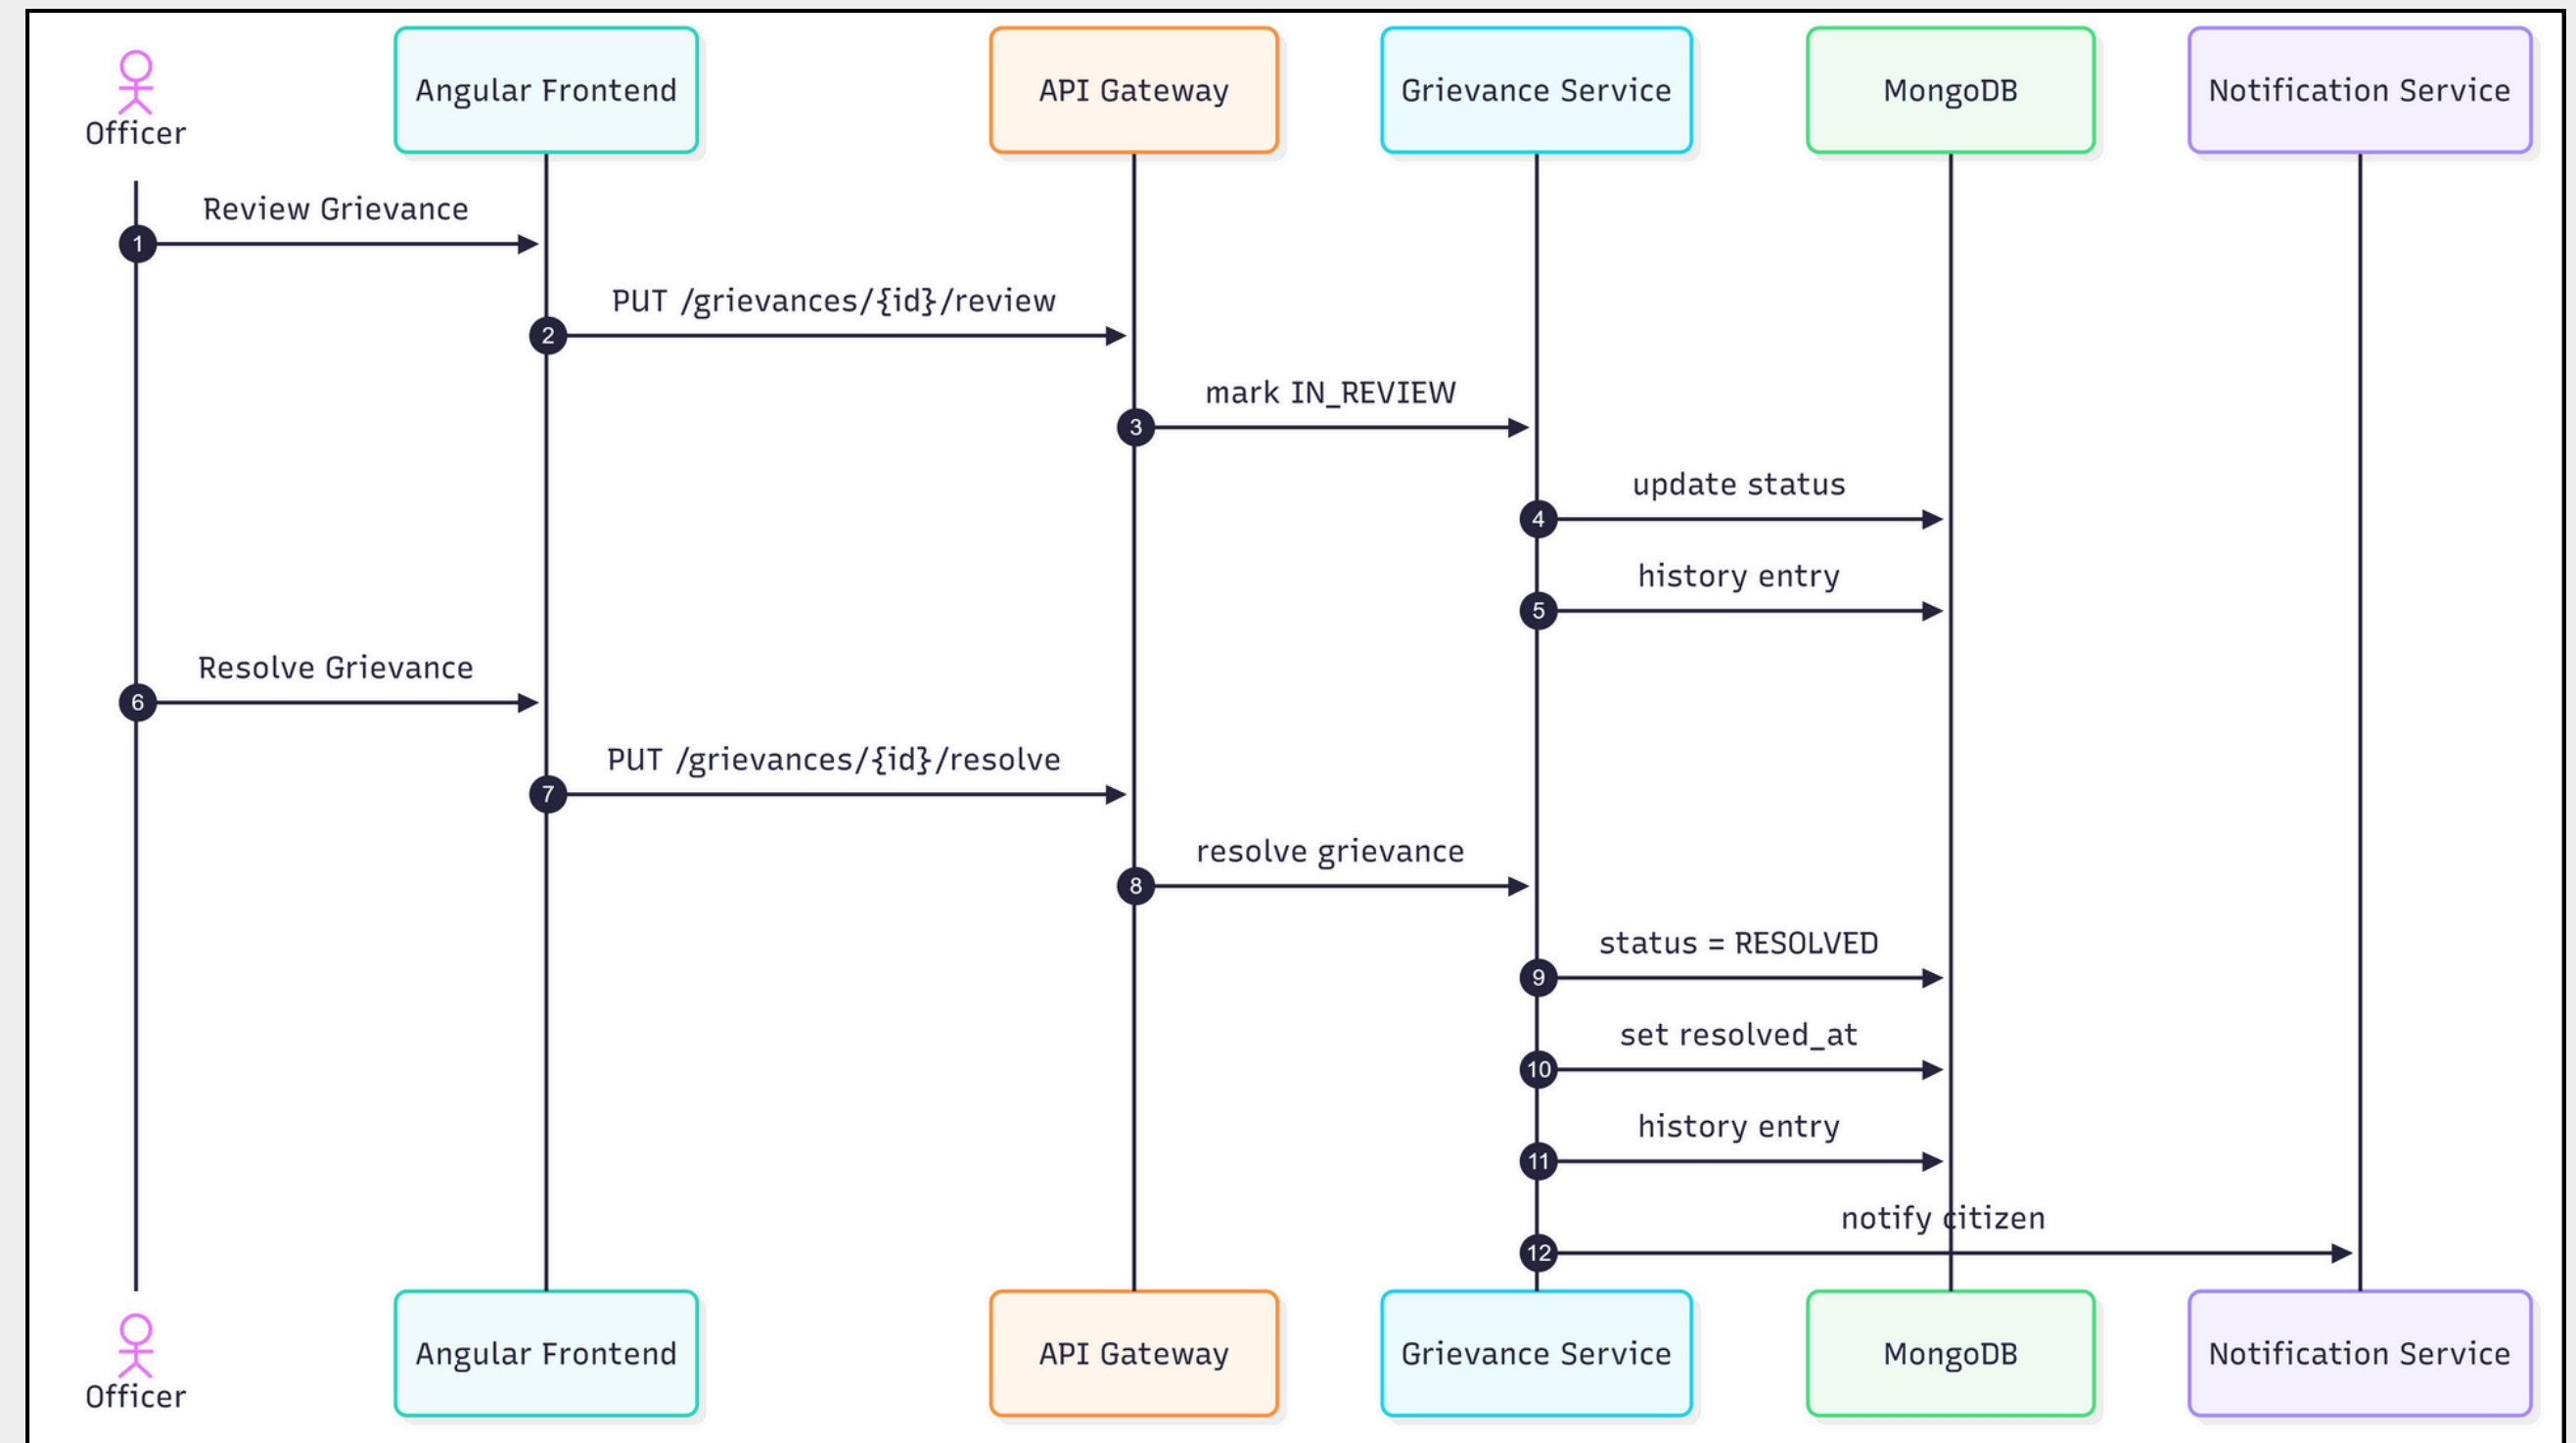 Officer
Angular Frontend
API Gateway
Grievance Service
MongoDB
Notification Service
Review Grievance
1
PUT /grievances/{id}/review
2
mark IN_REVIEW
3
update status
4
history entry
5
Resolve Grievance
6
PUT /grievances/{id}/resolve
7
resolve grievance
8
status = RESOLVED
9
set resolved_at
10
history entry
11
notify citizen
12
Officer
Angular Frontend
API Gateway
Grievance Service
MongoDB
Notification Service